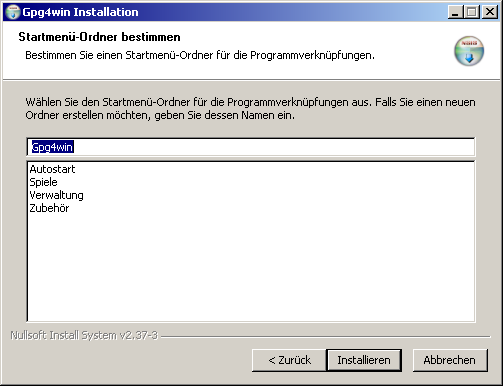 Gpg4win Installation
Startmenü-Ordner bestimmen
Bestimmen Sie einen Startmenü-Ordner für die Programmverknüpfungen.
Wählen Sie den Startmenü-Ordner für die Programmverknüpfungen aus. Falls Sie einen neuen
Ordner erstellen möchten, geben Sie dessen Namen ein.
Gpg4win
Autostart
Spiele
Verwaltung
Zubehör
Nullsoft Install System v2.37-3
< Zurück
Installieren
Abbrechen